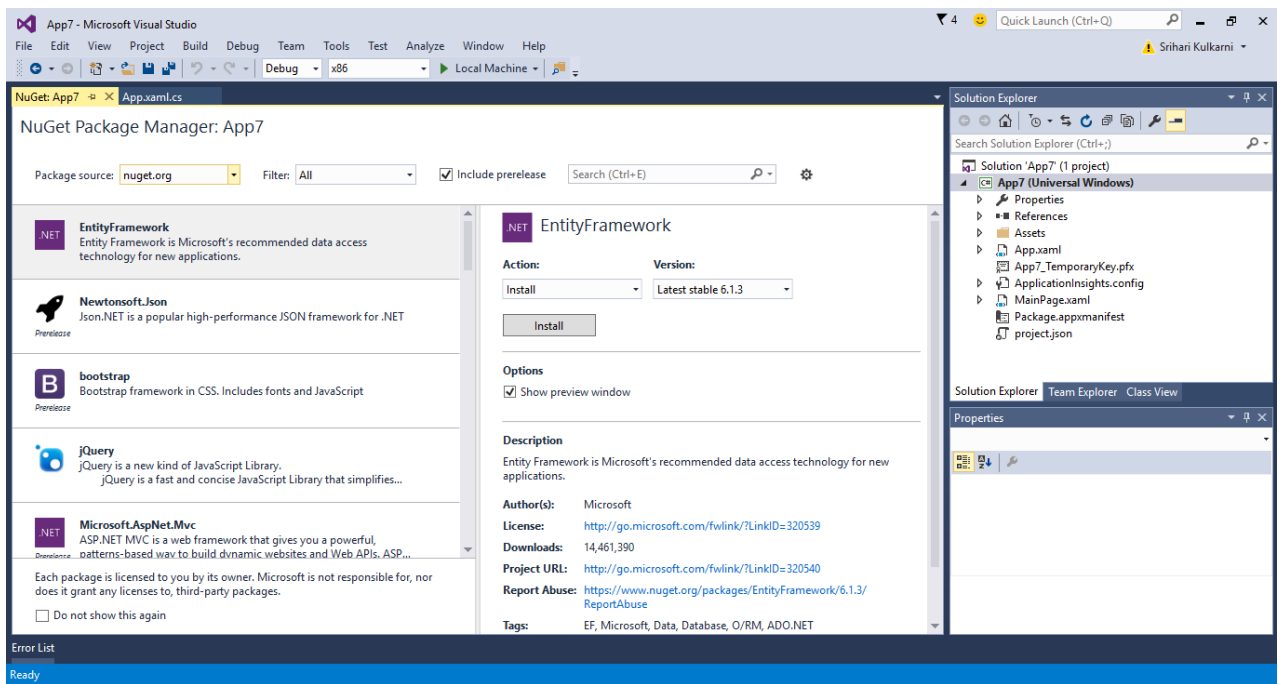 App7 - Microsoft Visual Studio
4
Quick Launch (Ctrl+Q)
File Edit View Project Build Debug Team Tools Test Analyze Window Help
Srihari Kulkarni
Debug x86 Local Machine
NuGet: App7 App.xaml.cs
NuGet Package Manager: App7
Package source: nuget.org Filter: All Include prerelease Search (Ctrl+E)
.NET
EntityFramework
Entity Framework is Microsoft's recommended data access
technology for new applications.
Newtonsoft.Json
Json.NET is a popular high-performance JSON framework for .NET
Prerelease
B
bootstrap
Bootstrap framework in CSS. Includes fonts and JavaScript
Prerelease
jQuery
jQuery is a new kind of JavaScript Library.
jQuery is a fast and concise JavaScript Library that simplifies...
.NET
Microsoft.AspNet.Mvc
ASP.NET MVC is a web framework that gives you a powerful,
Prerelease patterns-based way to build dynamic websites and Web APIs. ASP...
Each package is licensed to you by its owner. Microsoft is not responsible for, nor
does it grant any licenses to, third-party packages.
Do not show this again
.NET EntityFramework
Action: Version:
Install Latest stable 6.1.3
Install
Options
Show preview window
Description
Entity Framework is Microsoft's recommended data access technology for new
applications.
Author(s): Microsoft
License: http://go.microsoft.com/fwlink/?LinkID=320539
Downloads: 14,461,390
Project URL: http://go.microsoft.com/fwlink/?LinkID=320540
Report Abuse: https://www.nuget.org/packages/EntityFramework/6.1.3/
ReportAbuse
Tags: EF, Microsoft, Data, Database, O/RM, ADO.NET
Solution Explorer
Search Solution Explorer (Ctrl+;)
Solution 'App7' (1 project)
C# App7 (Universal Windows)
Properties
References
Assets
App.xaml
App7_TemporaryKey.pfx
ApplicationInsights.config
MainPage.xaml
Package.appxmanifest
project.json
Solution Explorer Team Explorer Class View
Properties
Error List
Ready